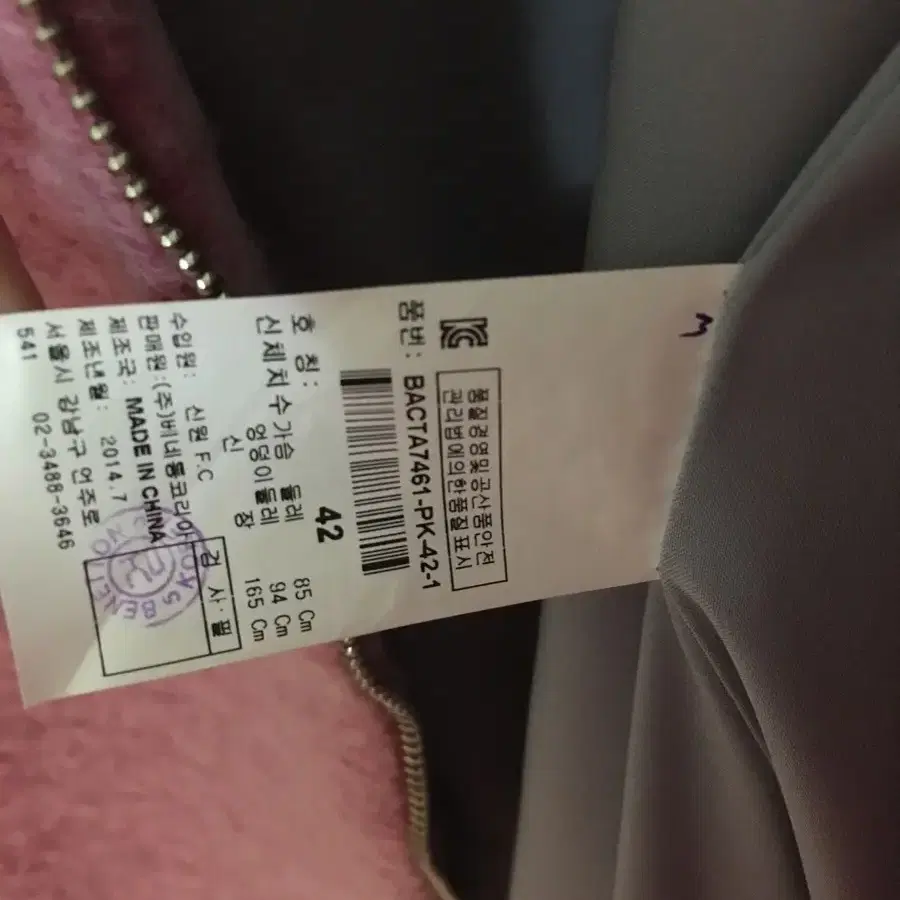 M
품질경영및공산품안전
관리법에의한품질표시
품번: BACTA7461-PK-42-1
호 칭: 42
신체치수 가슴 둘레 85 Cm
엉덩이둘레 94 Cm
신 장 165 Cm
수입원: 신원 F.C
판매원:(주)베네통코리아
제조국: MADE IN CHINA
제조년월: 2014.7
서울시 강남구 언주로
541 02-3488-3646
검 사·필